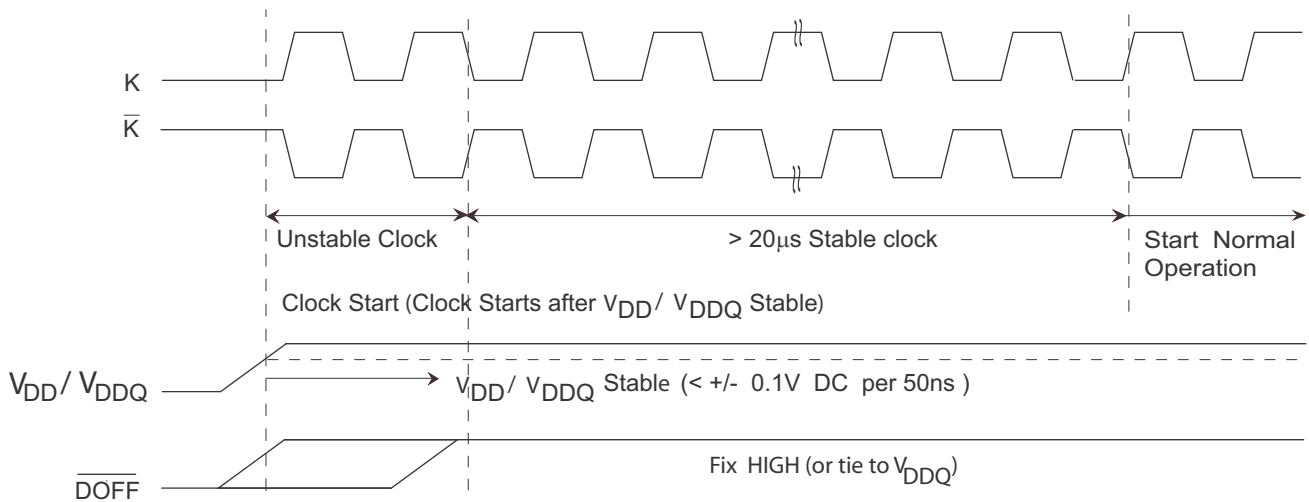 K
K̅
Unstable Clock
> 20μs Stable clock
Start Normal
Operation
Clock Start (Clock Starts after VDD/ VDDQ Stable)
VDD/ VDDQ
VDD/ VDDQ Stable (< +/- 0.1V DC per 50ns )
Fix HIGH (or tie to VDDQ)
D̅O̅F̅F̅